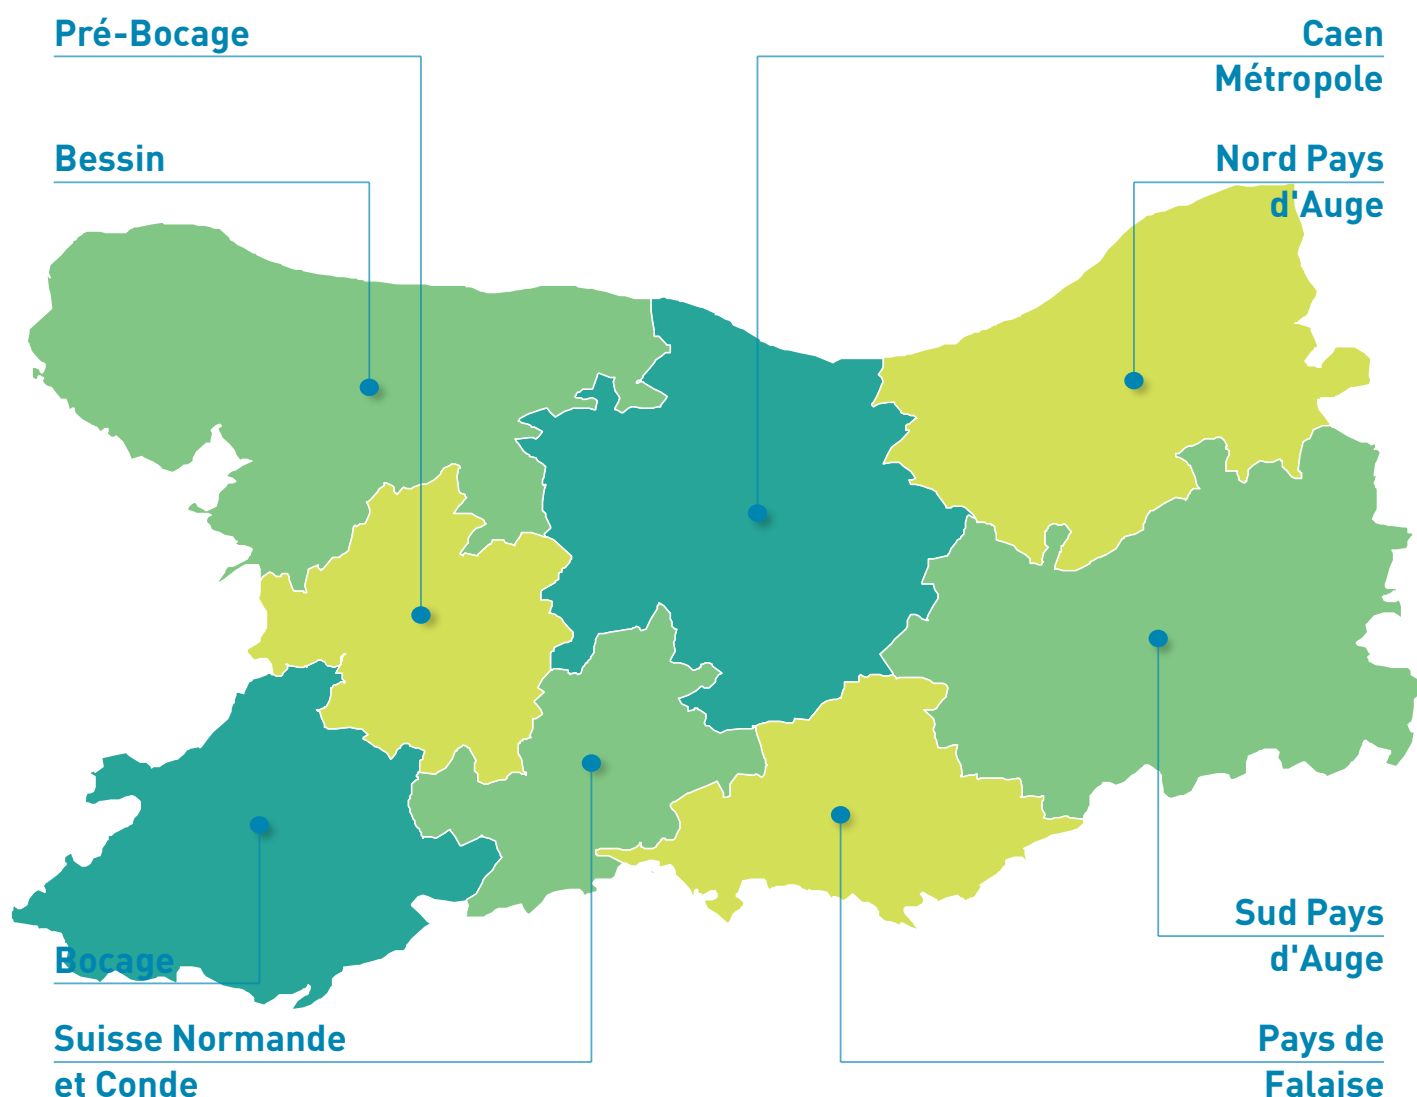 Pré-Bocage
Caen
Métropole
Bessin
Nord Pays
d'Auge
Sud Pays
d'Auge
Bocage
Suisse Normande
et Conde
Pays de
Falaise